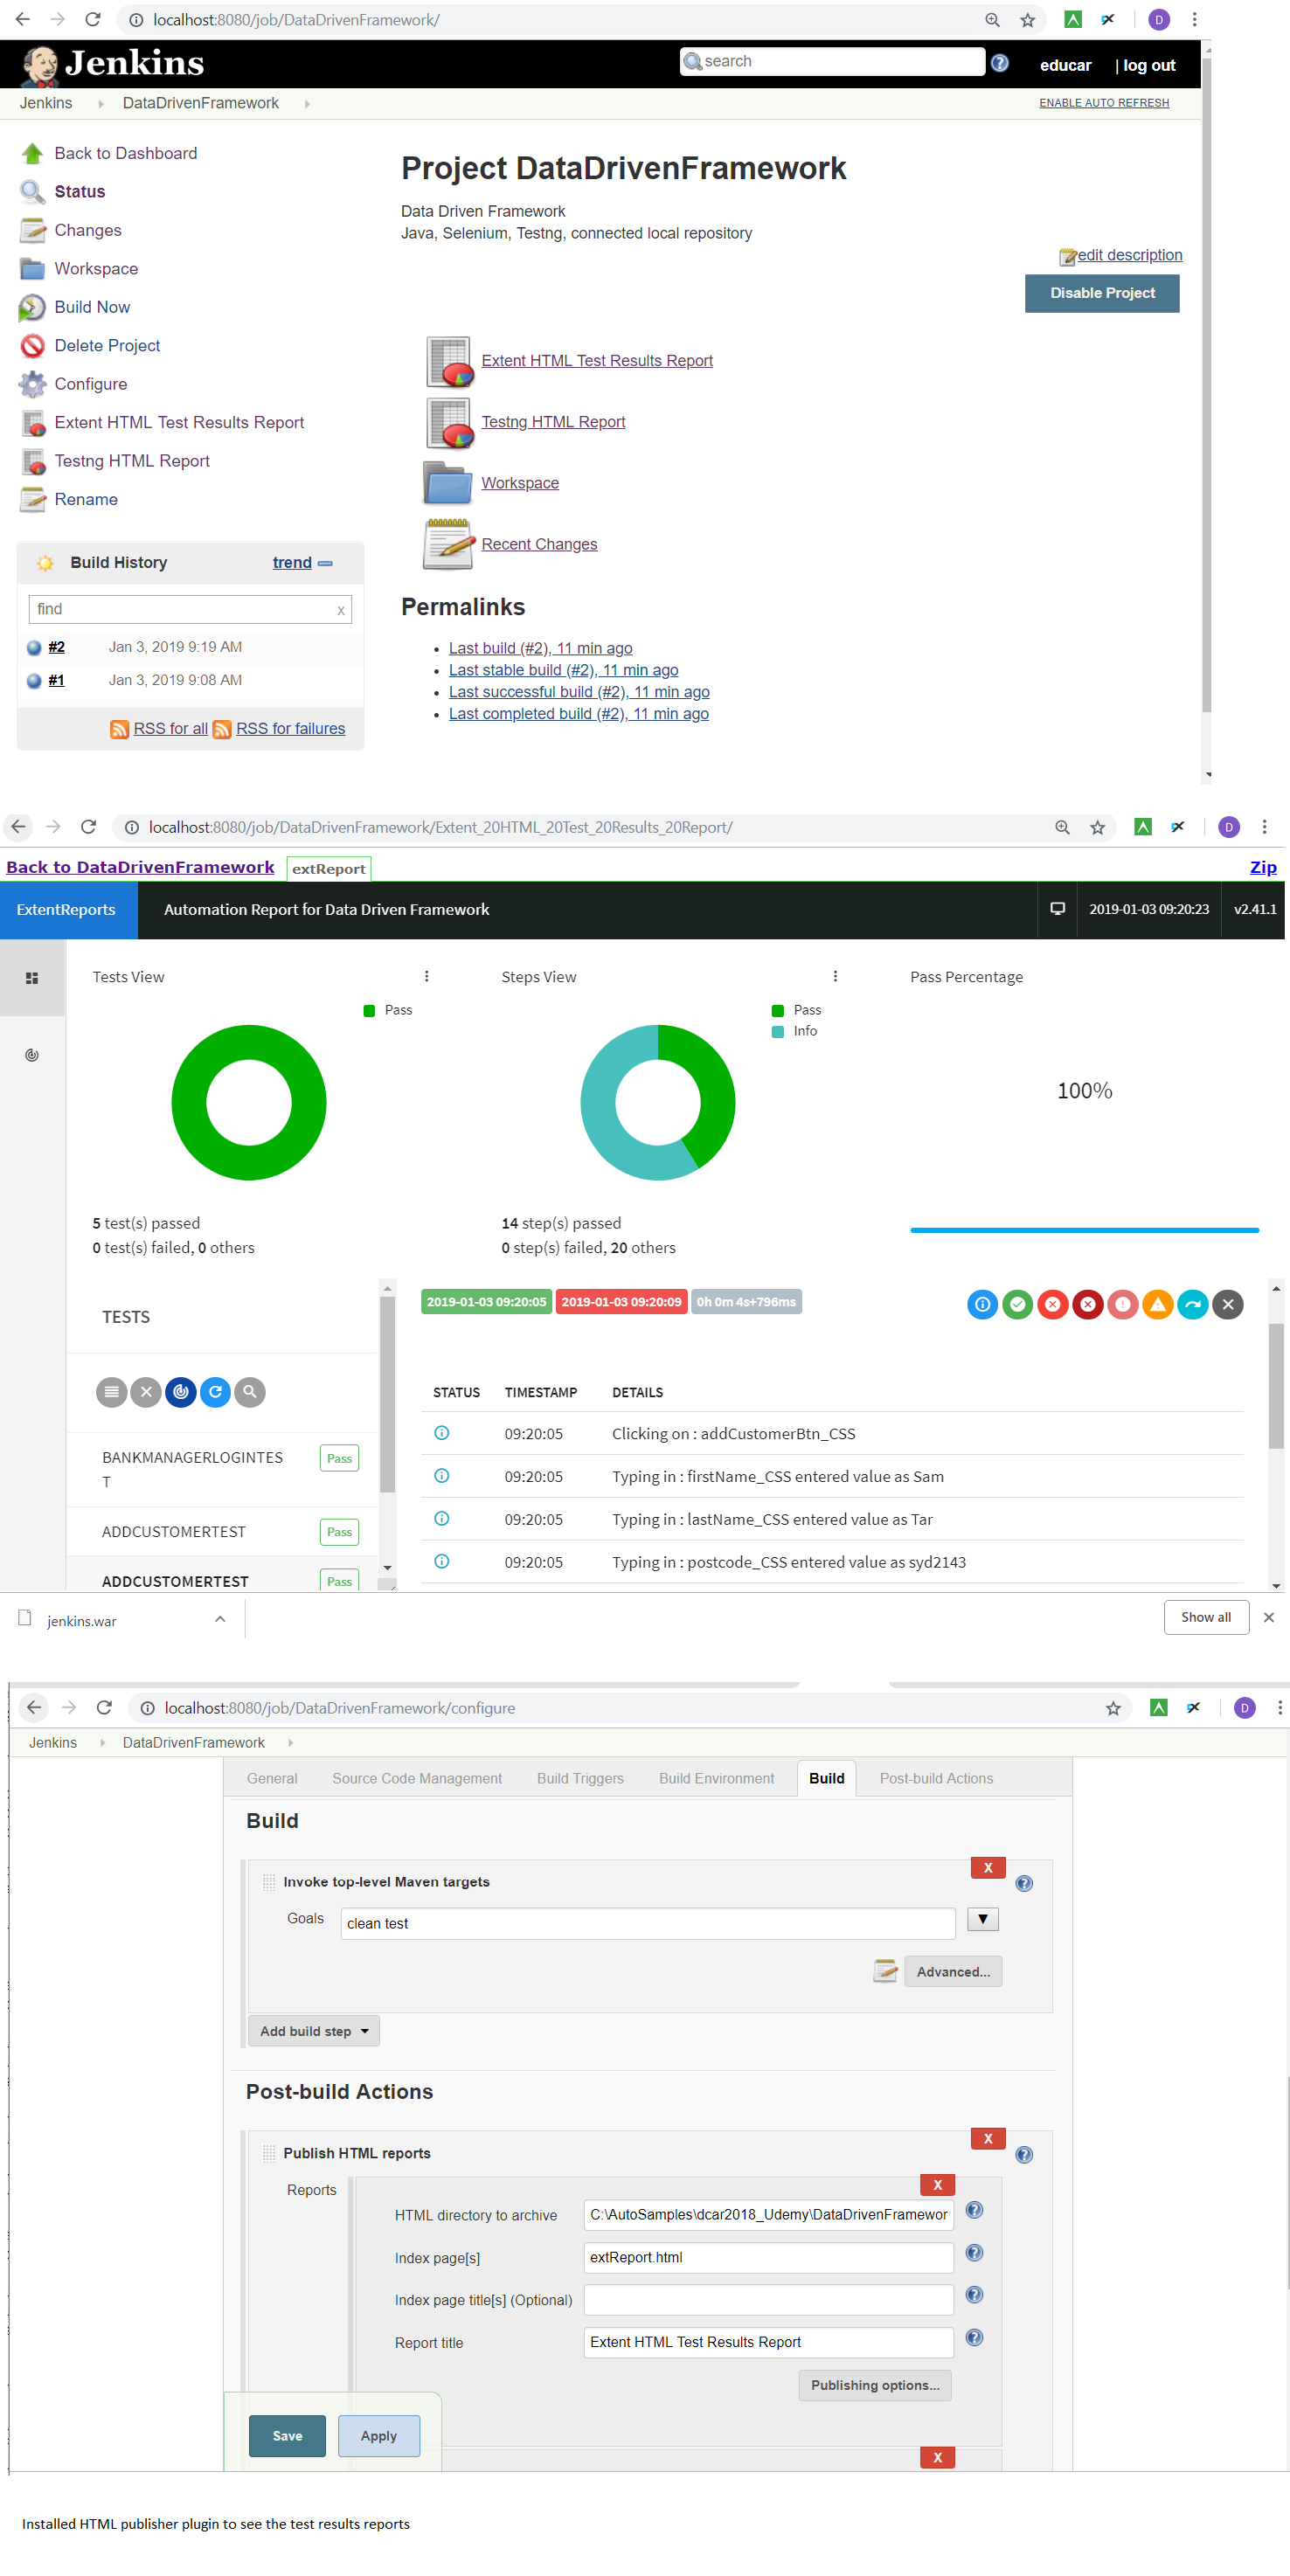 localhost:8080/job/DataDrivenFramework/
D
Jenkins
search
educar
| log out
Jenkins
DataDrivenFramework
ENABLE AUTO REFRESH
Back to Dashboard
Status
Changes
Workspace
Build Now
Delete Project
Configure
Extent HTML Test Results Report
Testng HTML Report
Rename
Build History
trend
find
x
#2 Jan 3, 2019 9:19 AM
#1 Jan 3, 2019 9:08 AM
RSS for all RSS for failures
Project DataDrivenFramework
Data Driven Framework
Java, Selenium, Testng, connected local repository
edit description
Disable Project
Extent HTML Test Results Report
Testng HTML Report
Workspace
Recent Changes
Permalinks
Last build (#2), 11 min ago
Last stable build (#2), 11 min ago
Last successful build (#2), 11 min ago
Last completed build (#2), 11 min ago
localhost:8080/job/DataDrivenFramework/Extent_20HTML_20Test_20Results_20Report/
D
Back to DataDrivenFramework
extReport
Zip
ExtentReports
Automation Report for Data Driven Framework
2019-01-03 09:20:23
v2.41.1
Tests View
Pass
5 test(s) passed
0 test(s) failed, 0 others
Steps View
Pass
Info
14 step(s) passed
0 step(s) failed, 20 others
Pass Percentage
100%
TESTS
BANKMANAGERLOGINTES
T
Pass
ADDCUSTOMERTEST
Pass
ADDCUSTOMERTEST
Pass
2019-01-03 09:20:05
2019-01-03 09:20:09
0h 0m 4s+796ms
STATUS TIMESTAMP DETAILS
09:20:05 Clicking on : addCustomerBtn_CSS
09:20:05 Typing in : firstName_CSS entered value as Sam
09:20:05 Typing in : lastName_CSS entered value as Tar
09:20:05 Typing in : postcode_CSS entered value as syd2143
jenkins.war
Show all
localhost:8080/job/DataDrivenFramework/configure
D
Jenkins
DataDrivenFramework
General
Source Code Management
Build Triggers
Build Environment
Build
Post-build Actions
Build
X
Invoke top-level Maven targets
Goals
clean test
Advanced...
Add build step
Post-build Actions
X
Publish HTML reports
Reports
X
HTML directory to archive
C:\AutoSamples\dcar2018_Udemy\DataDrivenFramewor
Index page[s]
extReport.html
Index page title[s] (Optional)
Report title
Extent HTML Test Results Report
Publishing options...
Save
Apply
X
Installed HTML publisher plugin to see the test results reports